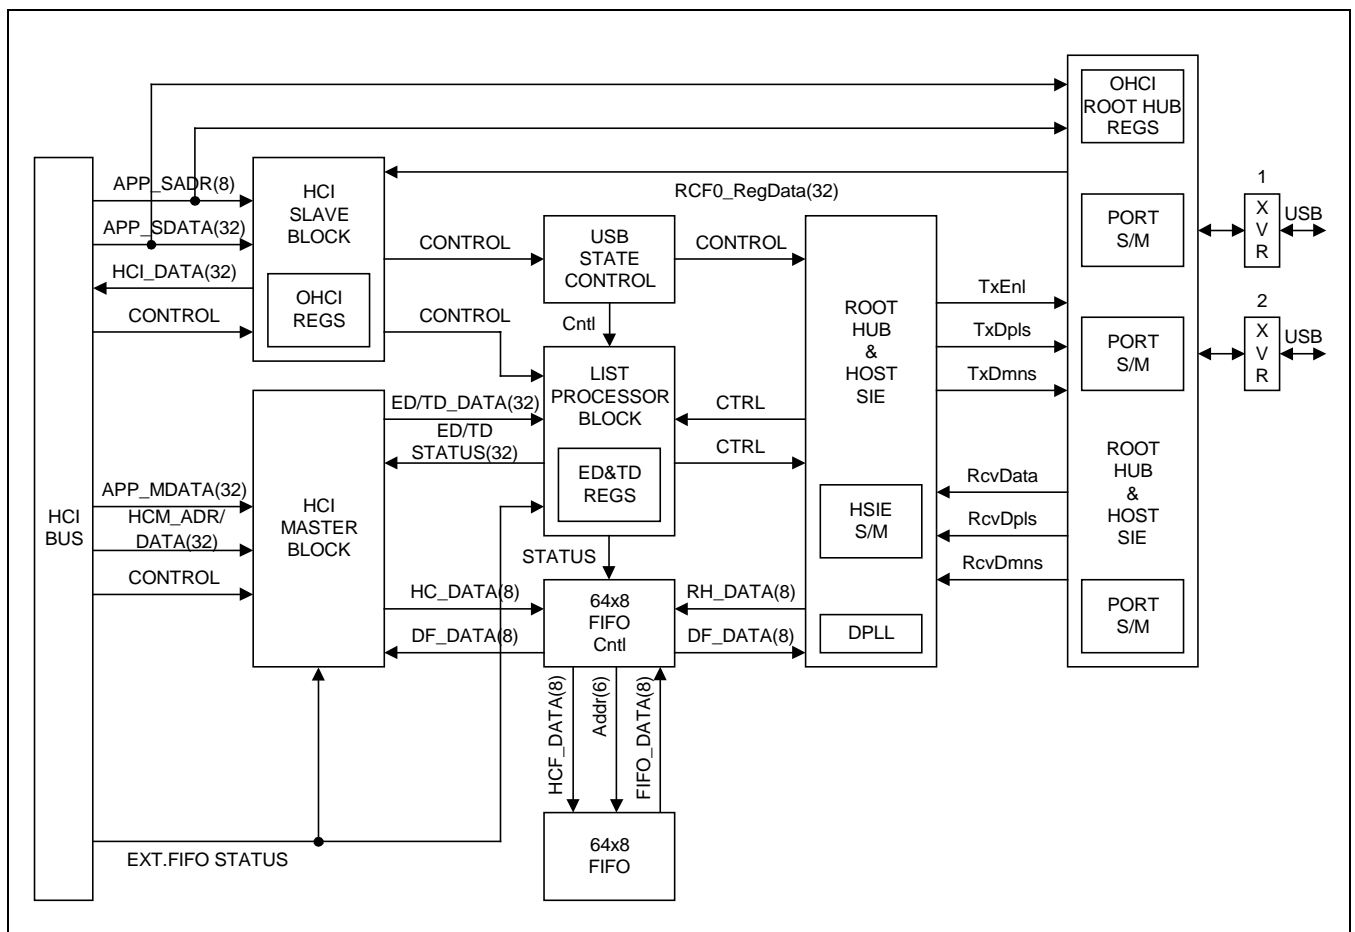 OHCI
ROOT HUB
REGS
APP_SADR(8)
HCI
SLAVE
BLOCK
RCF0_RegData(32)
1
X
V
R
USB
PORT
S/M
APP_SDATA(32)
CONTROL
USB
STATE
CONTROL
CONTROL
HCI_DATA(32)
OHCI
REGS
CONTROL
CONTROL
Cntl
ROOT
HUB
&
HOST
SIE
TxEnl
TxDpls
TxDmns
PORT
S/M
2
X
V
R
USB
LIST
PROCESSOR
BLOCK
ED/TD_DATA(32)
ED/TD
STATUS(32)
CTRL
CTRL
ED&TD
REGS
HCI
BUS
APP_MDATA(32)
HCM_ADR/
DATA(32)
CONTROL
HCI
MASTER
BLOCK
HSIE
S/M
RcvData
RcvDpls
RcvDmns
ROOT
HUB
&
HOST
SIE
STATUS
HC_DATA(8)
DF_DATA(8)
64x8
FIFO
Cntl
RH_DATA(8)
DF_DATA(8)
DPLL
PORT
S/M
HCF_DATA(8)
Addr(6)
FIFO_DATA(8)
64x8
FIFO
EXT.FIFO STATUS